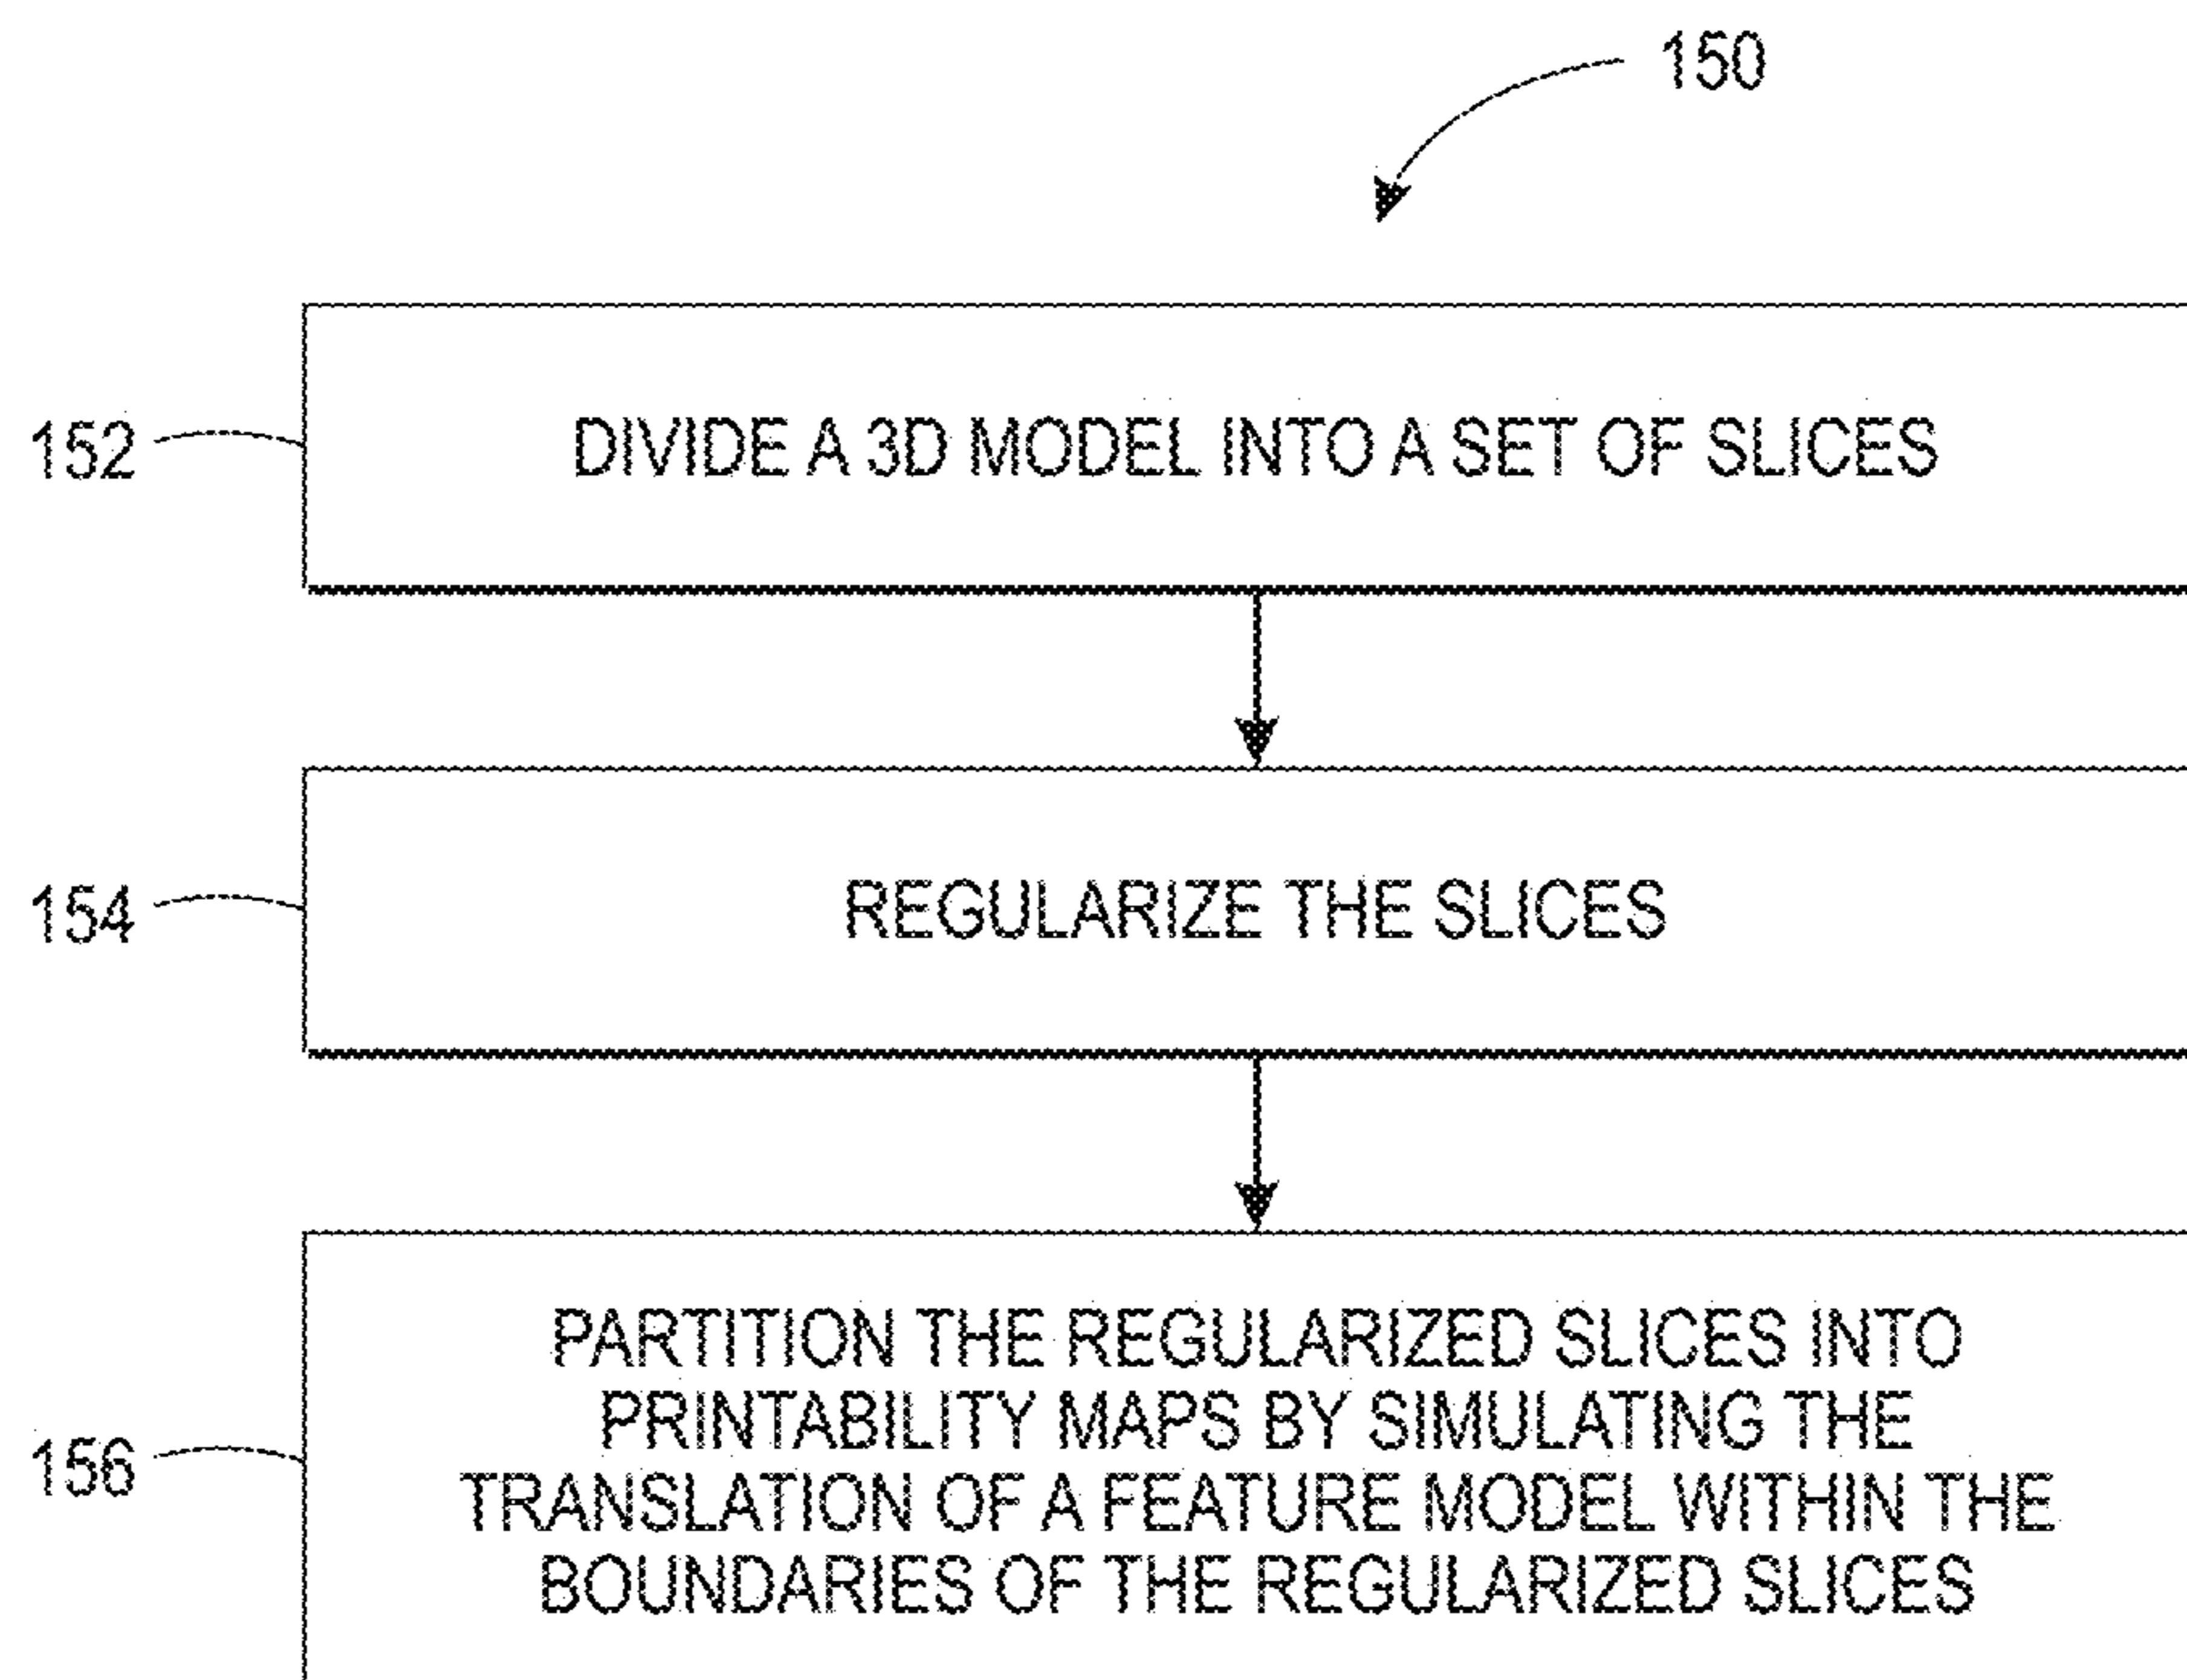 150
152
DIVIDE A 3D MODEL INTO A SET OF SLICES
154
REGULARIZE THE SLICES
156
PARTITION THE REGULARIZED SLICES INTO
PRINTABILITY MAPS BY SIMULATING THE
TRANSLATION OF A FEATURE MODEL WITHIN THE
BOUNDARIES OF THE REGULARIZED SLICES